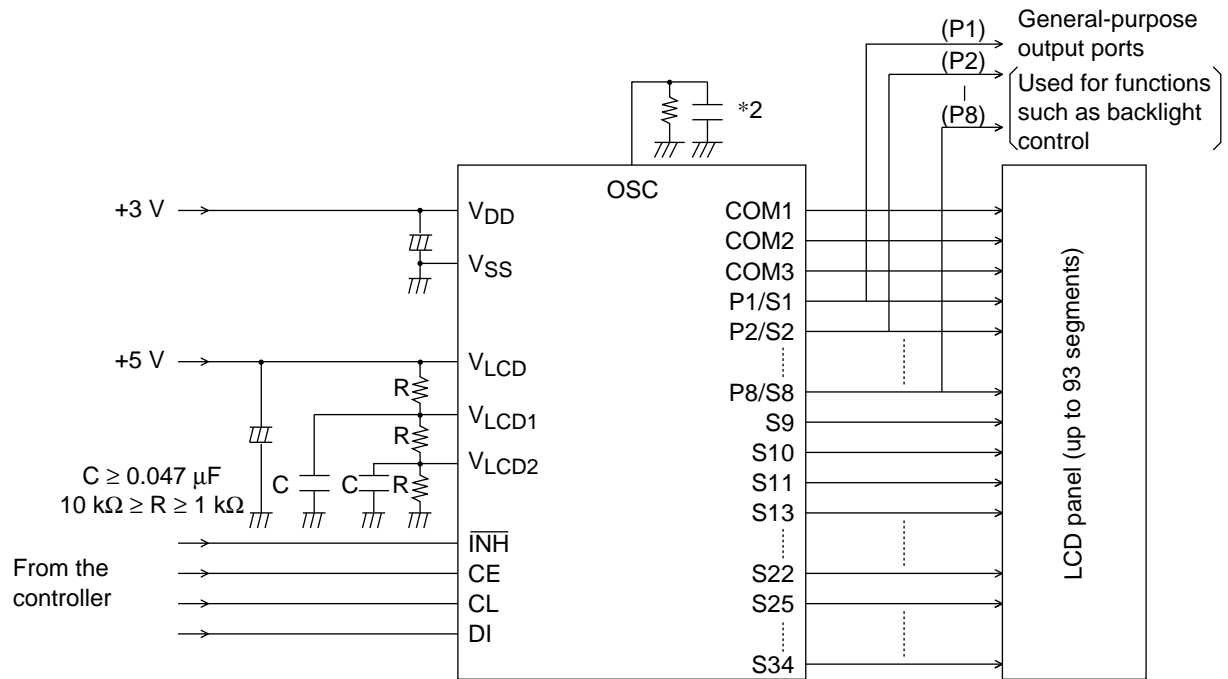 (P1)
General-purpose
output ports
(P2)
(P8)
Used for functions
such as backlight
control
*2
OSC
+3 V
VDD
VSS
+5 V
VLCD
R
VLCD1
R
VLCD2
C
C
R
C ≥ 0.047 μF
10 kΩ ≥ R ≥ 1 kΩ
From the
controller
INH
CE
CL
DI
COM1
COM2
COM3
P1/S1
P2/S2
P8/S8
S9
S10
S11
S13
S22
S25
S34
LCD panel (up to 93 segments)